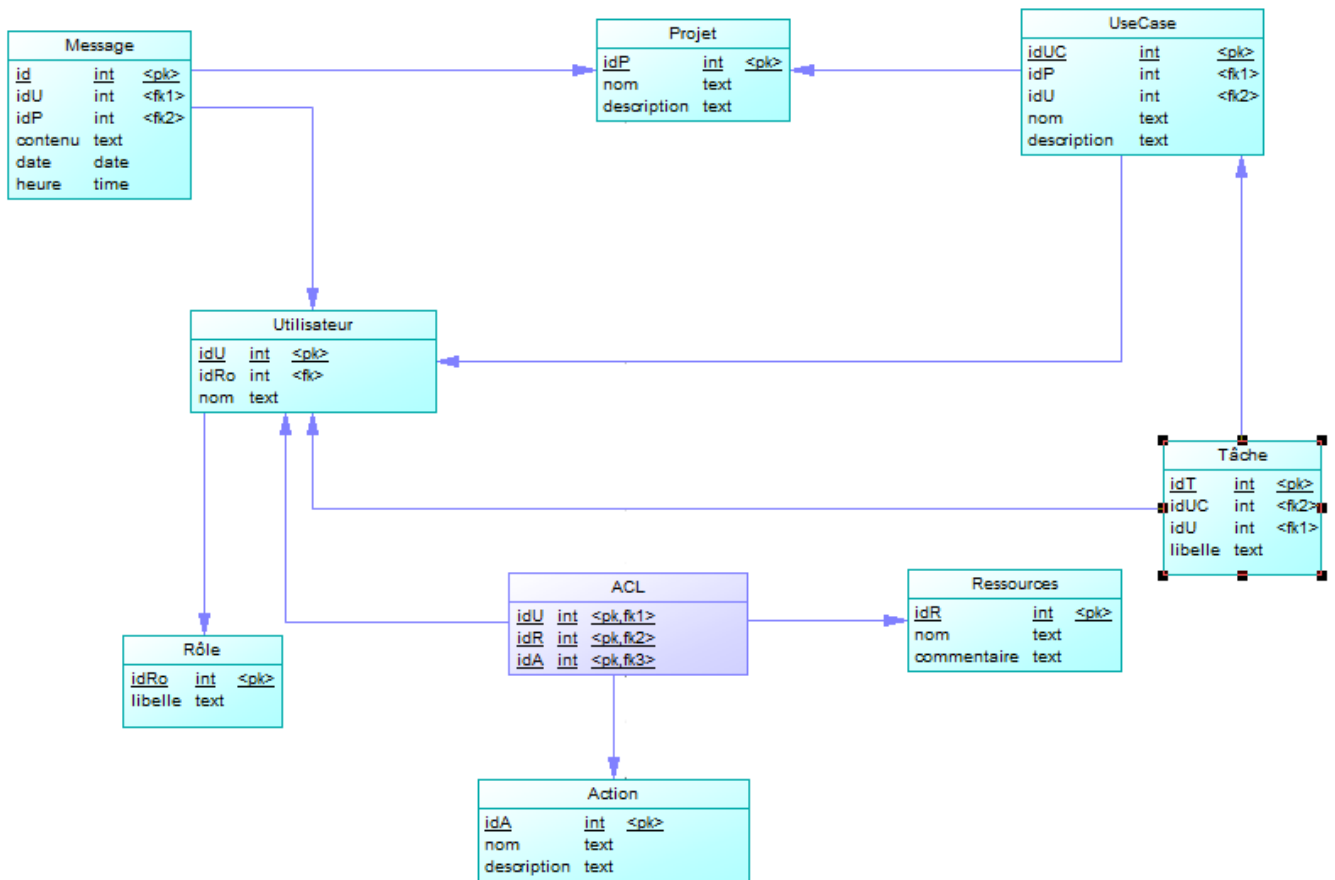 Message
id int <pk>
idU int <fk1>
idP int <fk2>
contenu text
date date
heure time
Projet
idP int <pk>
nom text
description text
UseCase
idUC int <pk>
idP int <fk1>
idU int <fk2>
nom text
description text
Utilisateur
idU int <pk>
idRo int <fk>
nom text
Tâche
idT int <pk>
idUC int <fk2>
idU int <fk1>
libelle text
ACL
idU int <pk,fk1>
idR int <pk,fk2>
idA int <pk,fk3>
Ressources
idR int <pk>
nom text
commentaire text
Rôle
idRo int <pk>
libelle text
Action
idA int <pk>
nom text
description text